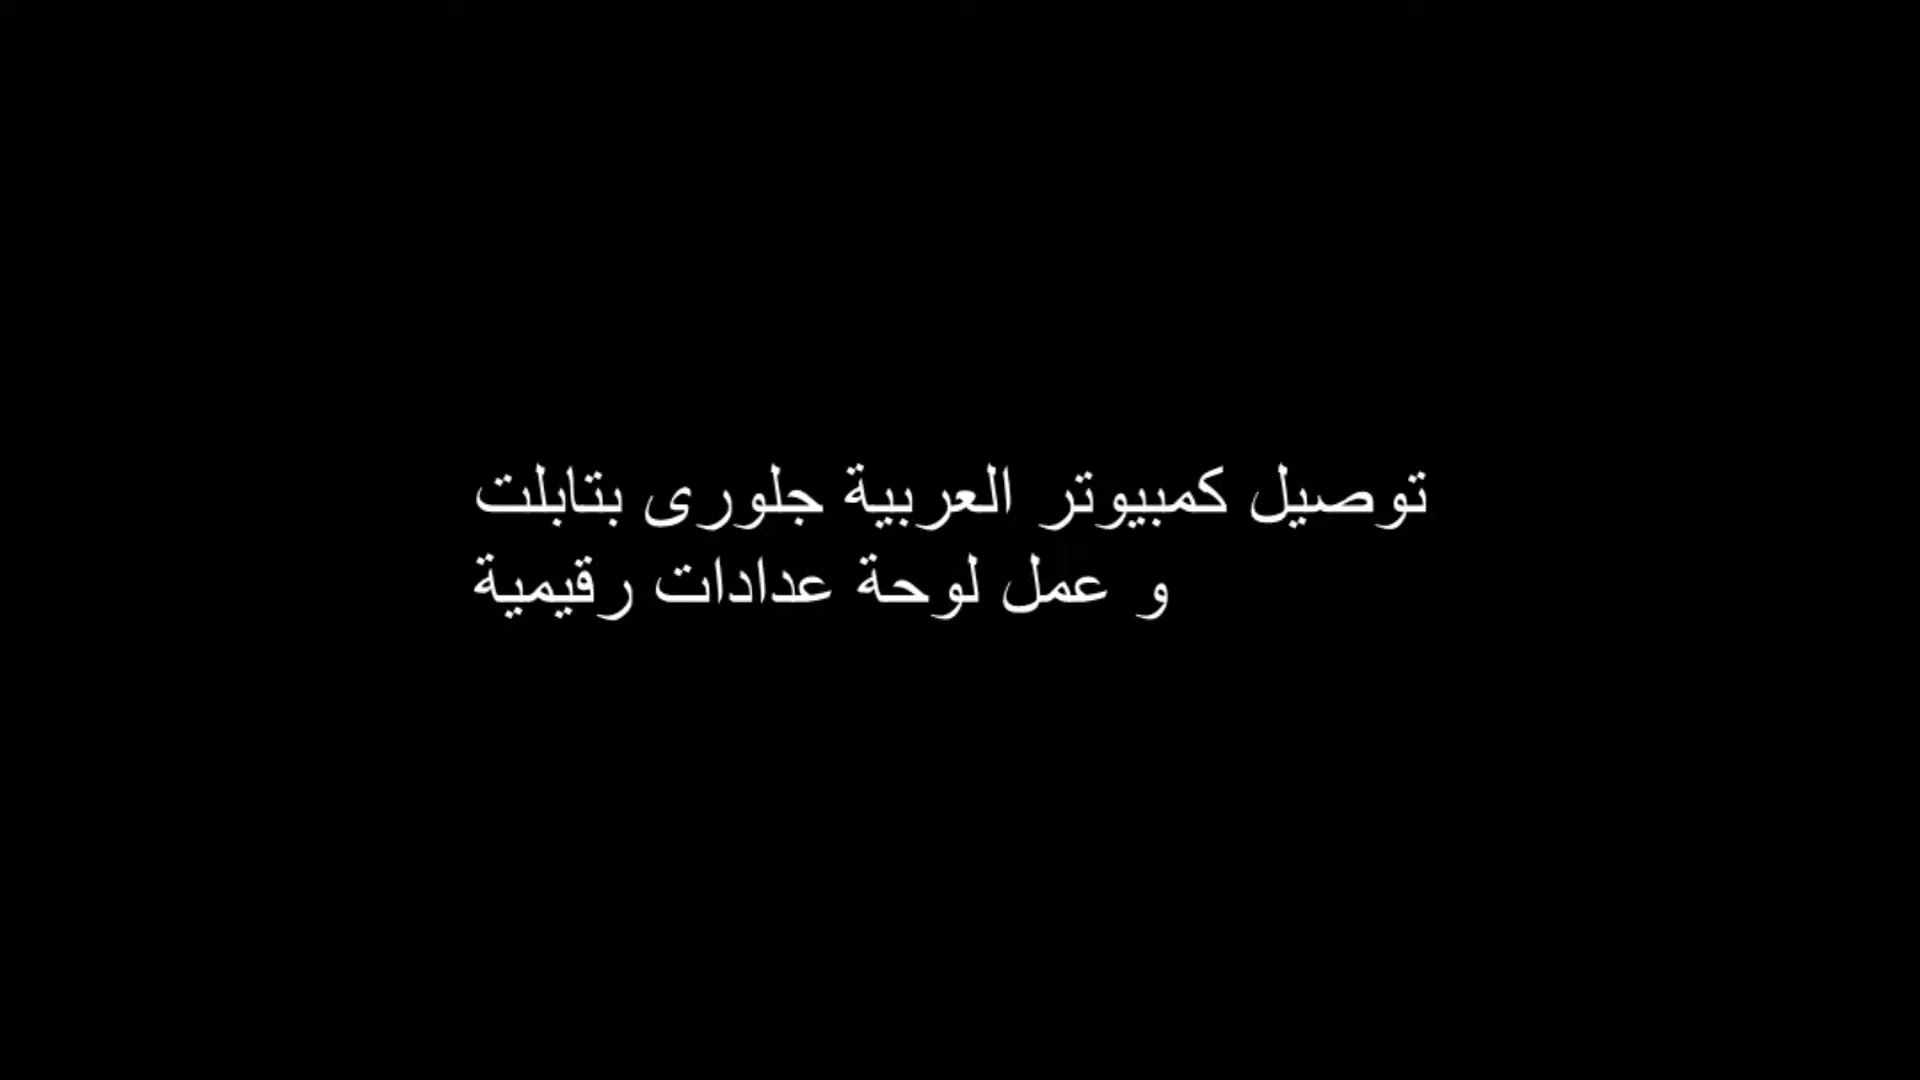 توصيل كمبيوتر العربية جلورى بتابلت
و عمل لوحة عدادات رقيمية